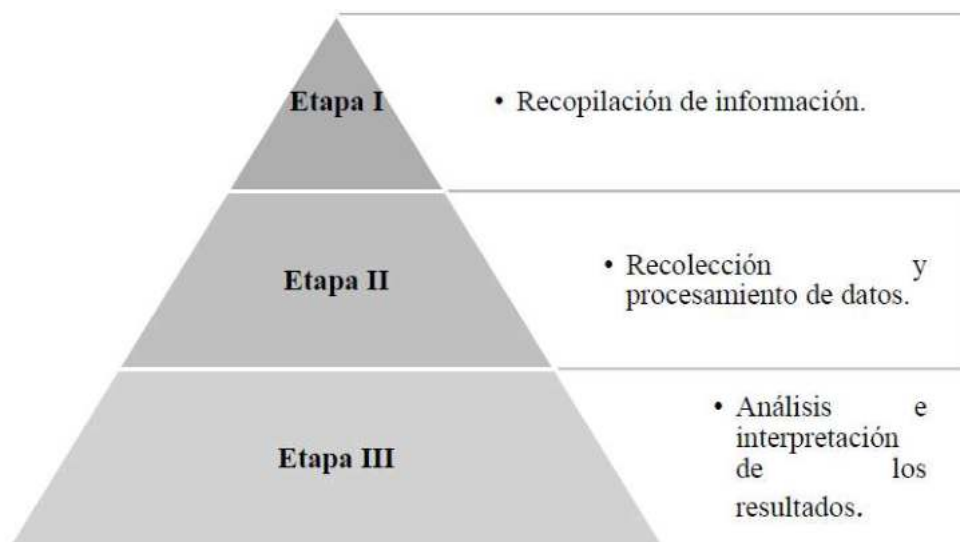 Etapa I
• Recopilación de información.
Etapa II
• Recolección y
procesamiento de datos.
Etapa III
• Análisis e
interpretación
de los
resultados.